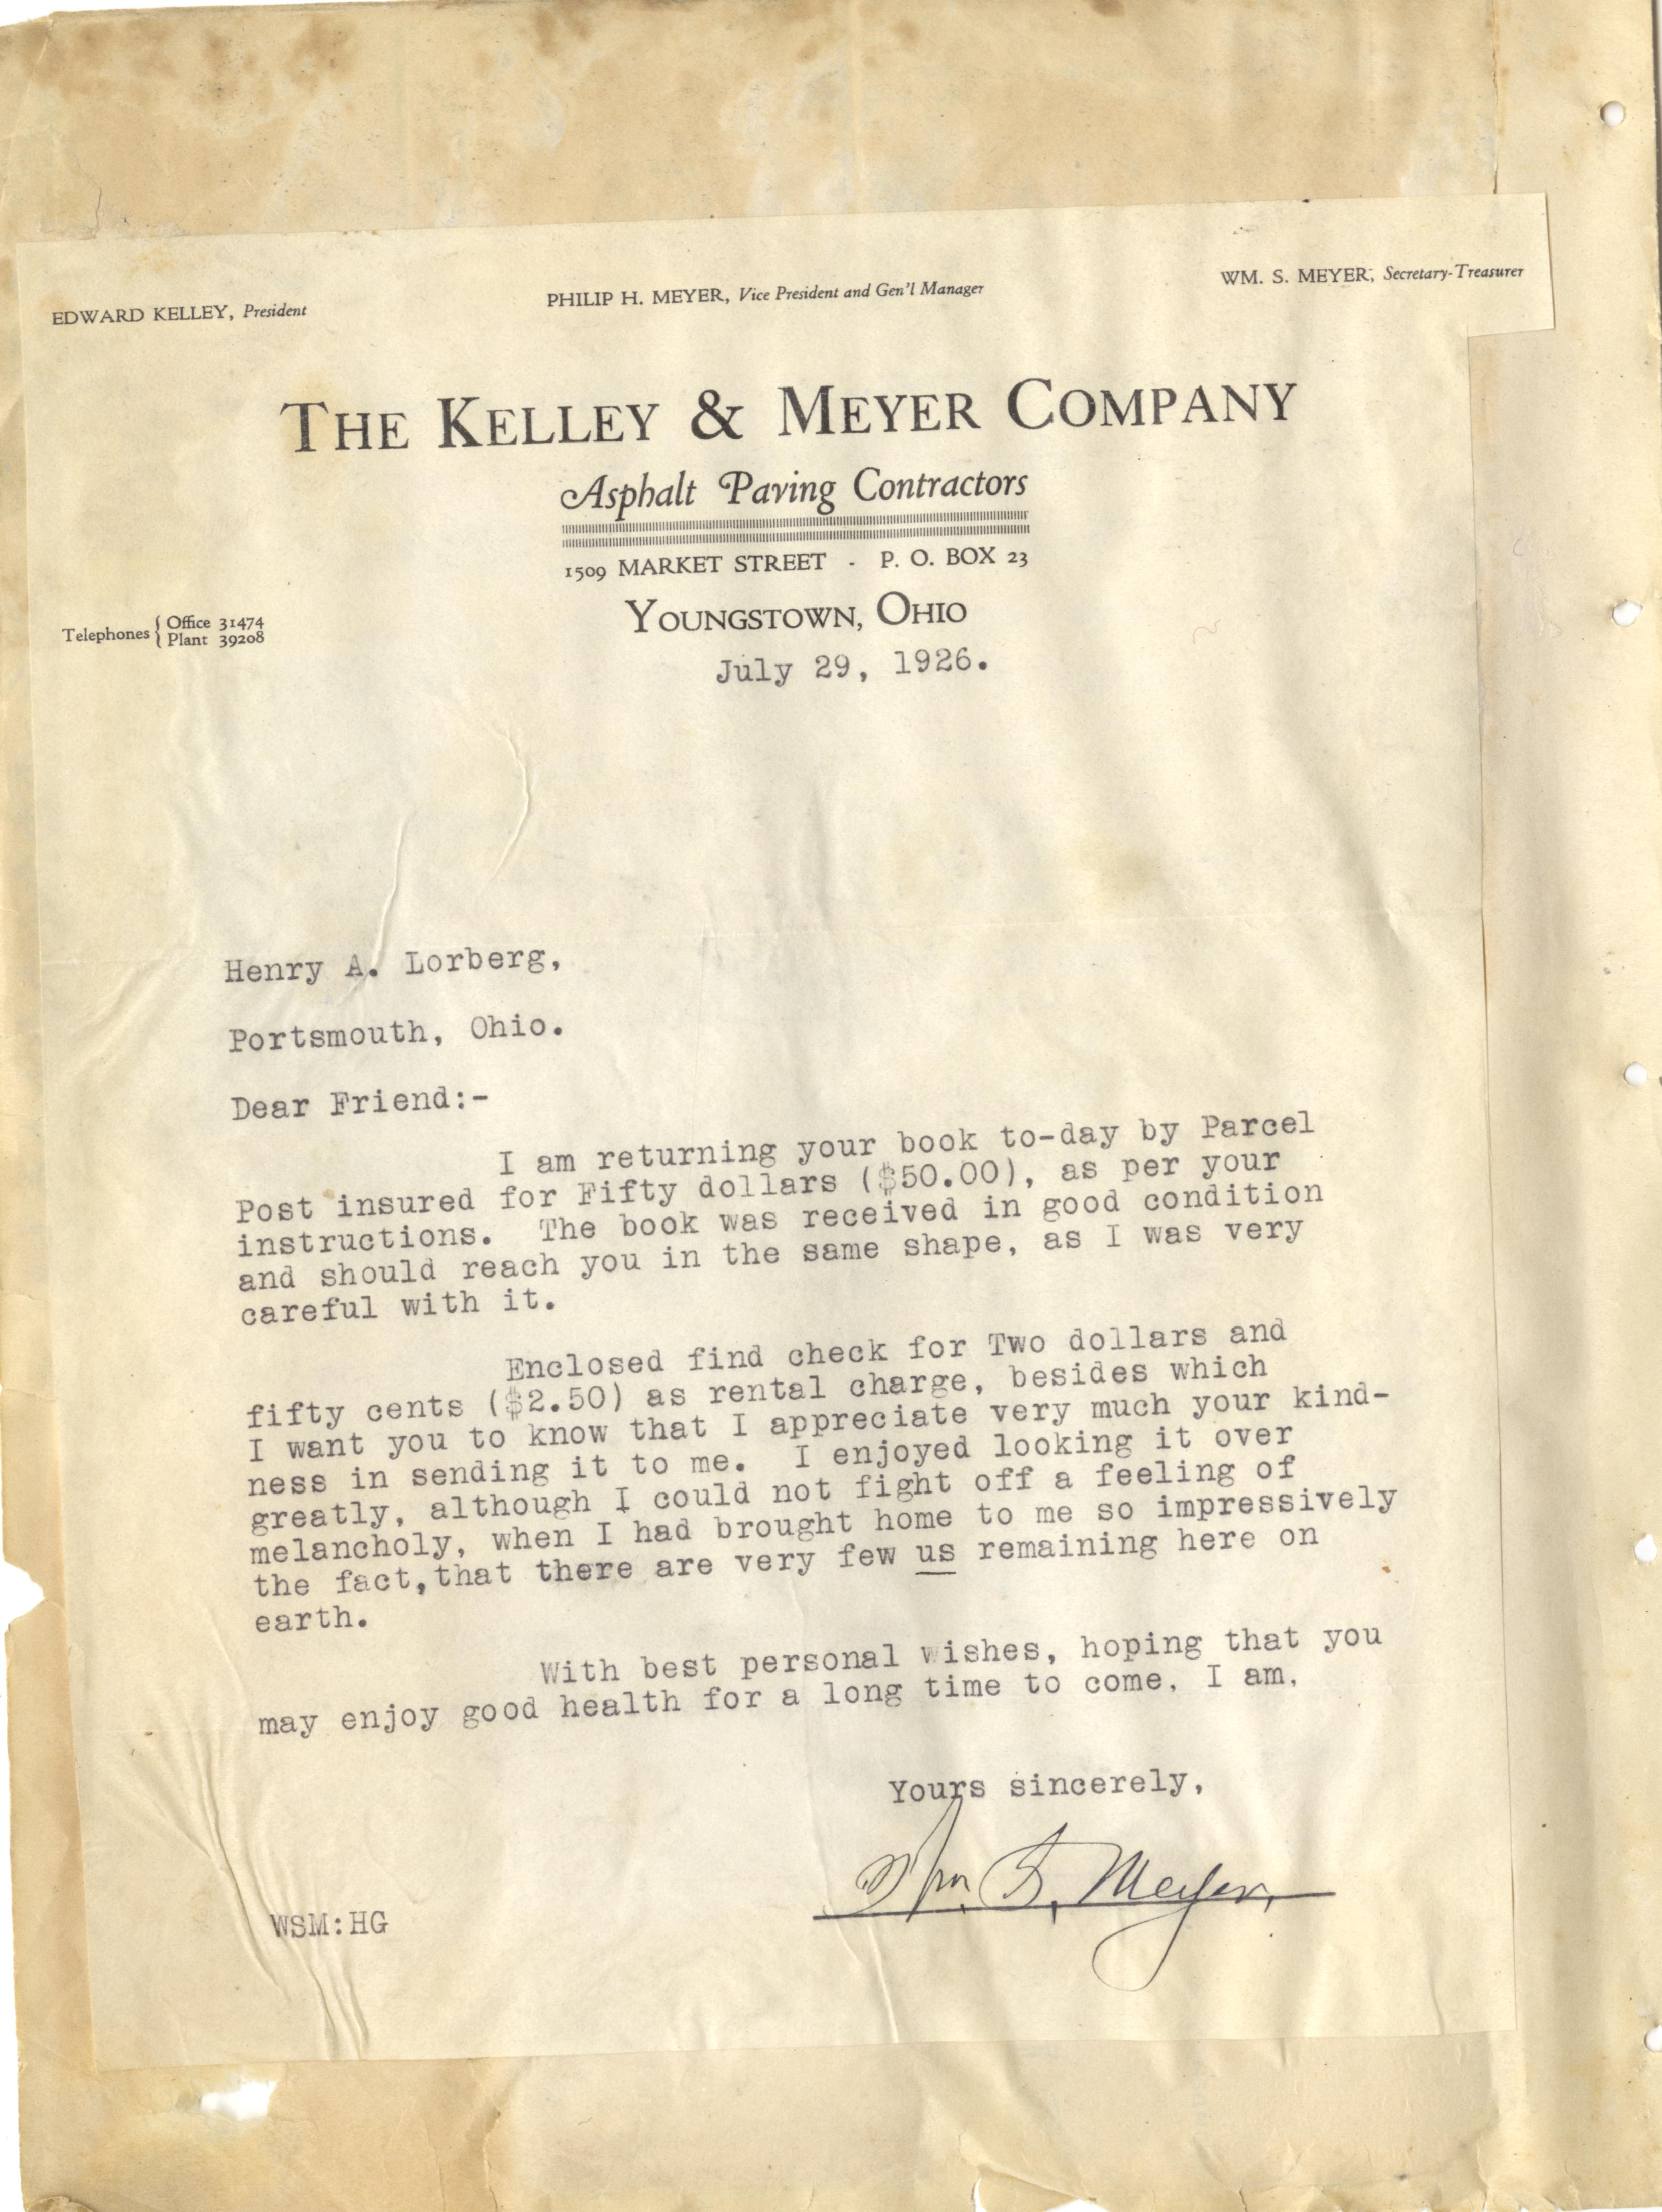 EDWARD KELLEY, President
PHILIP H. MEYER, Vice President and Gen'l Manager
WM. S. MEYER, Secretary-Treasurer
THE KELLEY & MEYER COMPANY
Asphalt Paving Contractors
1509 MARKET STREET - P. O. BOX 23
YOUNGSTOWN, OHIO
Telephones { Office 31474
Plant 39208
July 29, 1926.
Henry A. Lorberg,
Portsmouth, Ohio.
Dear Friend:-
I am returning your book to-day by Parcel
Post insured for Fifty dollars ($50.00), as per your
instructions. The book was received in good condition
and should reach you in the same shape, as I was very
careful with it.
Enclosed find check for Two dollars and
fifty cents ($2.50) as rental charge, besides which
I want you to know that I appreciate very much your kind-
ness in sending it to me. I enjoyed looking it over
greatly, although I could not fight off a feeling of
melancholy, when I had brought home to me so impressively
the fact, that there are very few us remaining here on
earth.
With best personal wishes, hoping that you
may enjoy good health for a long time to come, I am,
Yours sincerely,
Wm. S. Meyer,
WSM:HG